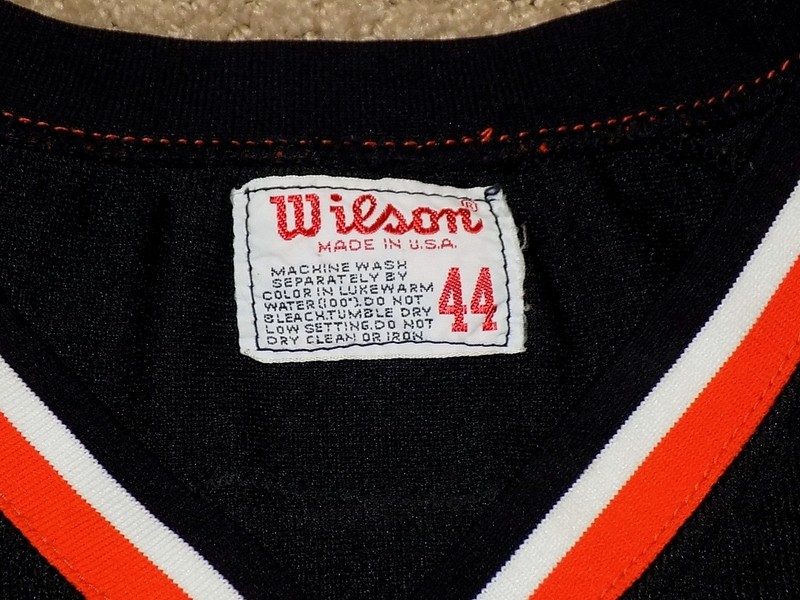 Wilson®
MADE IN U.S.A.
MACHINE WASH
SEPARATELY BY
COLOR IN LUKEWARM
WATER(100°).DO NOT
BLEACH.TUMBLE DRY
LOW SETTING.DO NOT
DRY CLEAN OR IRON.
44